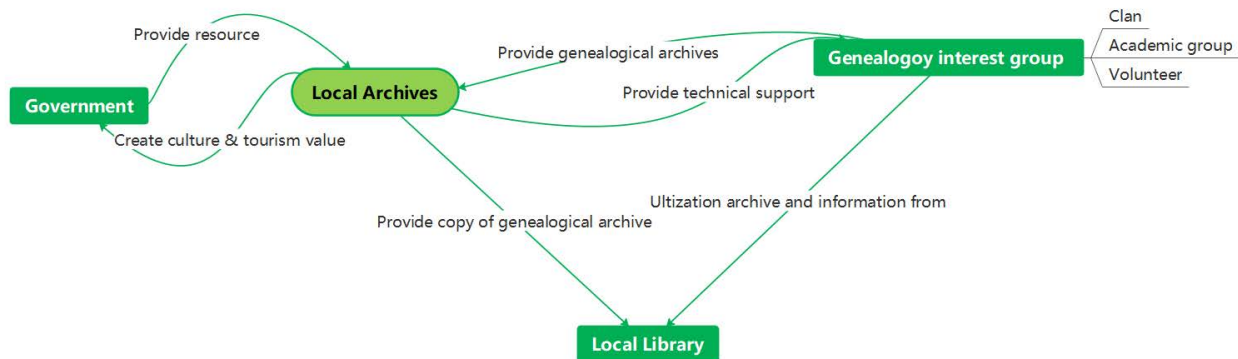 Provide resource
Government
Local Archives
Create culture & tourism value
Provide genealogical archives
Provide technical support
Genealogoy interest group
Clan
Academic group
Volunteer
Provide copy of genealogical archive
Ultization archive and information from
Local Library